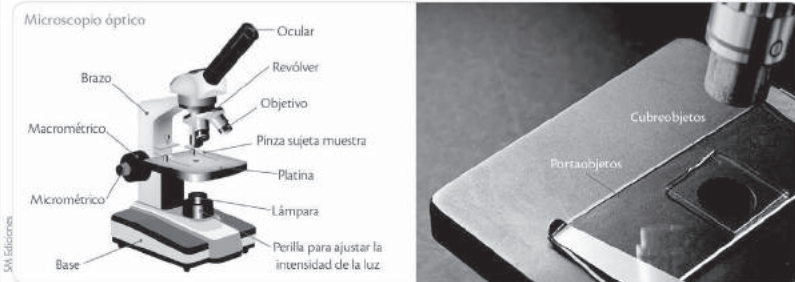 Microscopio óptico
Ocular
Revólver
Brazo
Objetivo
Macrométrico
Pinza sujeta muestra
Platina
Micrométrico
Lámpara
Perilla para ajustar la
intensidad de la luz
Base
SM Ediciones
Cubreobjetos
Portaobjetos